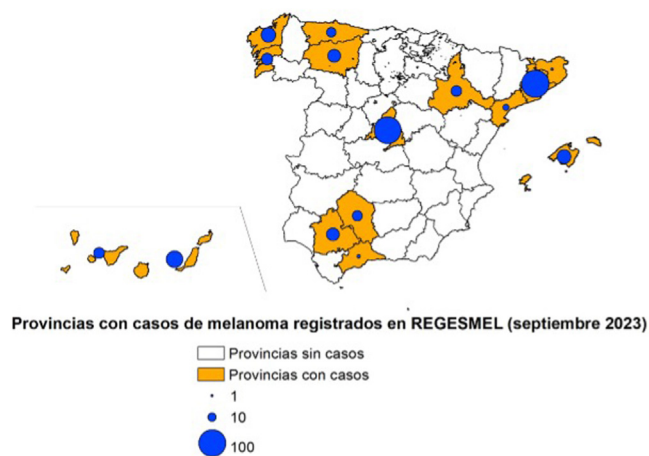 Provincias con casos de melanoma registrados en REGESMEL (septiembre 2023)
Provincias sin casos
Provincias con casos
1
10
100